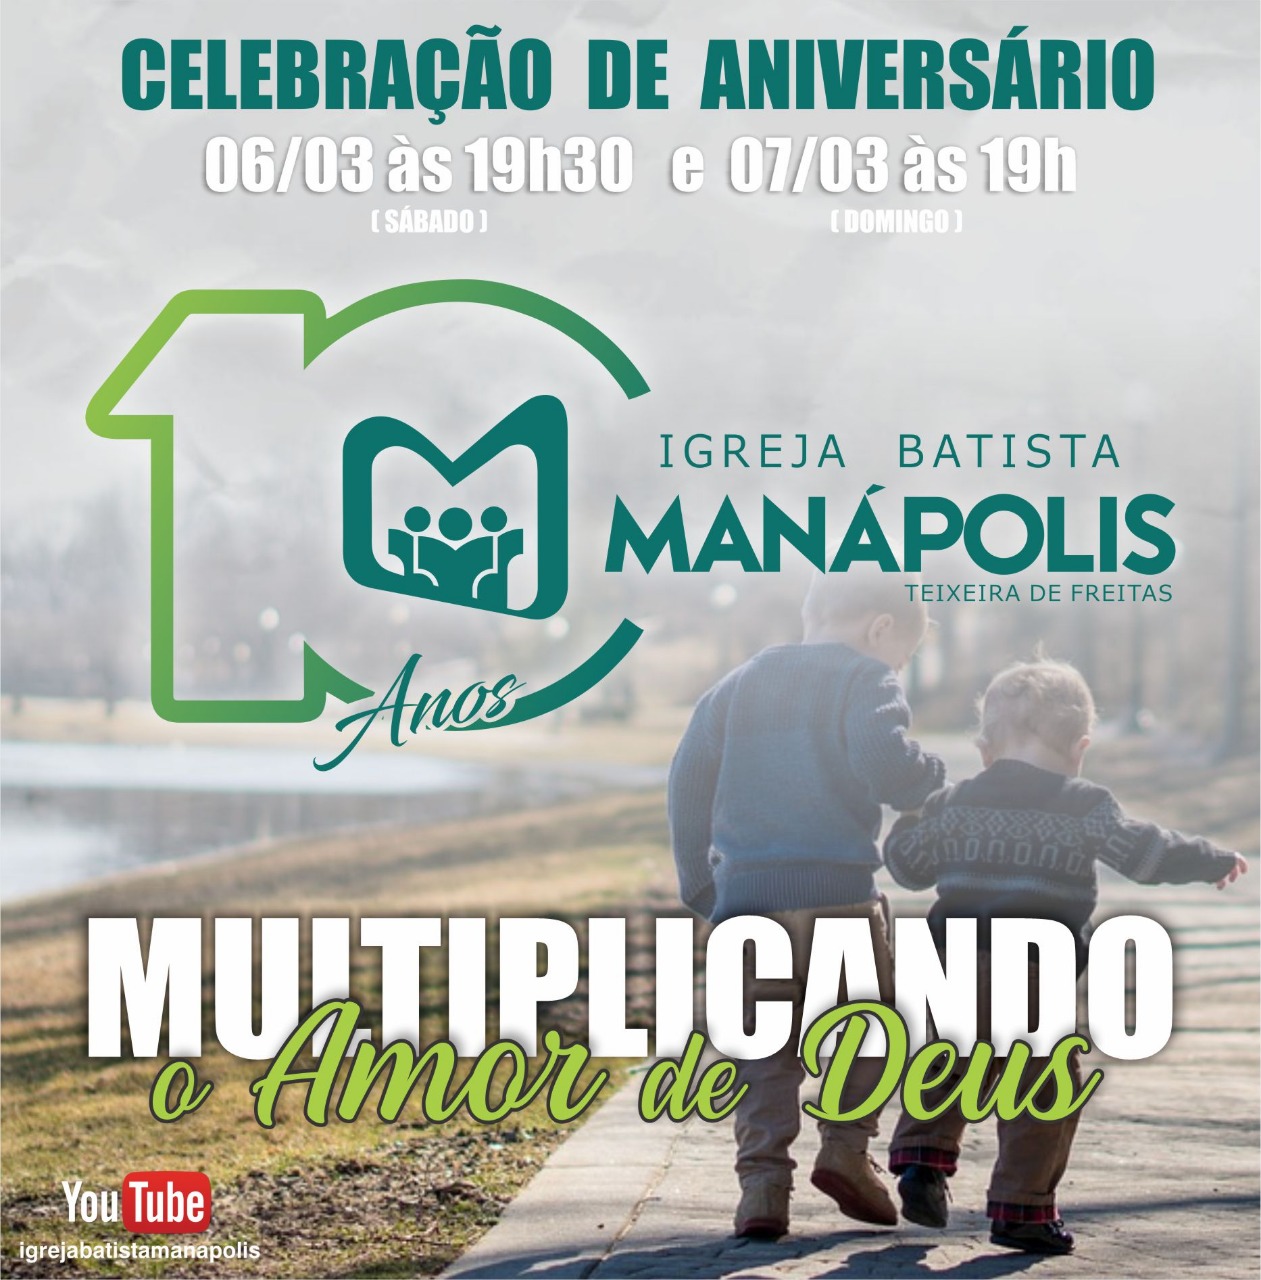 CELEBRAÇÃO DE ANIVERSÁRIO
06/03 às 19h30 e 07/03 às 19h
( SÁBADO ) ( DOMINGO )
10
IGREJA BATISTA
MANÁPOLIS
TEIXEIRA DE FREITAS
Anos
MULTIPLICANDO
o Amor de Deus
YouTube
igrejabatistamanapolis